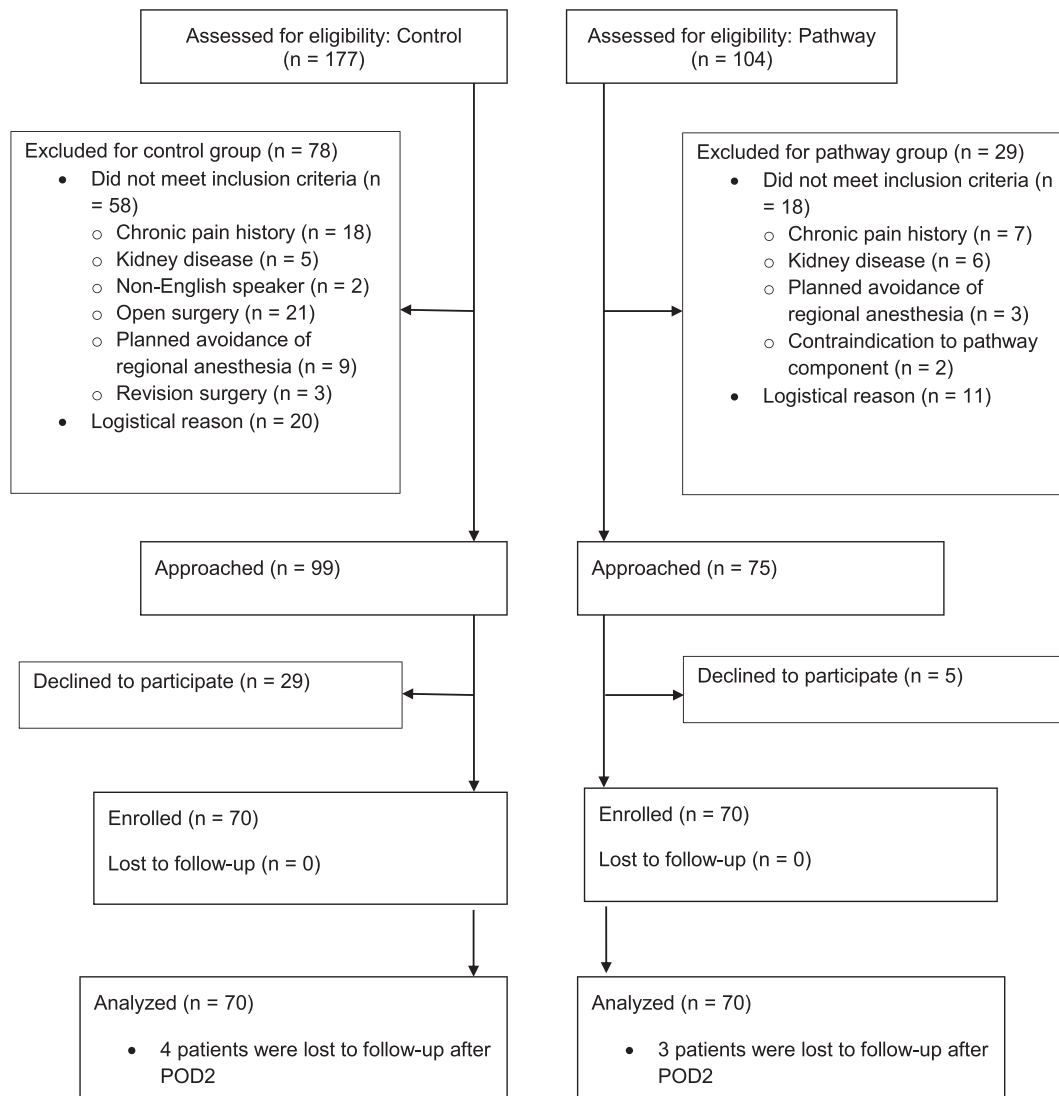 Assessed for eligibility: Control
(n = 177)
Assessed for eligibility: Pathway
(n = 104)
Excluded for control group (n = 78)
• Did not meet inclusion criteria (n
= 58)
○ Chronic pain history (n = 18)
○ Kidney disease (n = 5)
○ Non-English speaker (n = 2)
○ Open surgery (n = 21)
○ Planned avoidance of
regional anesthesia (n = 9)
○ Revision surgery (n = 3)
• Logistical reason (n = 20)
Excluded for pathway group (n = 29)
• Did not meet inclusion criteria (n
= 18)
○ Chronic pain history (n = 7)
○ Kidney disease (n = 6)
○ Planned avoidance of
regional anesthesia (n = 3)
○ Contraindication to pathway
component (n = 2)
• Logistical reason (n = 11)
Approached (n = 99)
Approached (n = 75)
Declined to participate (n = 29)
Declined to participate (n = 5)
Enrolled (n = 70)
Lost to follow-up (n = 0)
Enrolled (n = 70)
Lost to follow-up (n = 0)
Analyzed (n = 70)
• 4 patients were lost to follow-up after
POD2
Analyzed (n = 70)
• 3 patients were lost to follow-up after
POD2